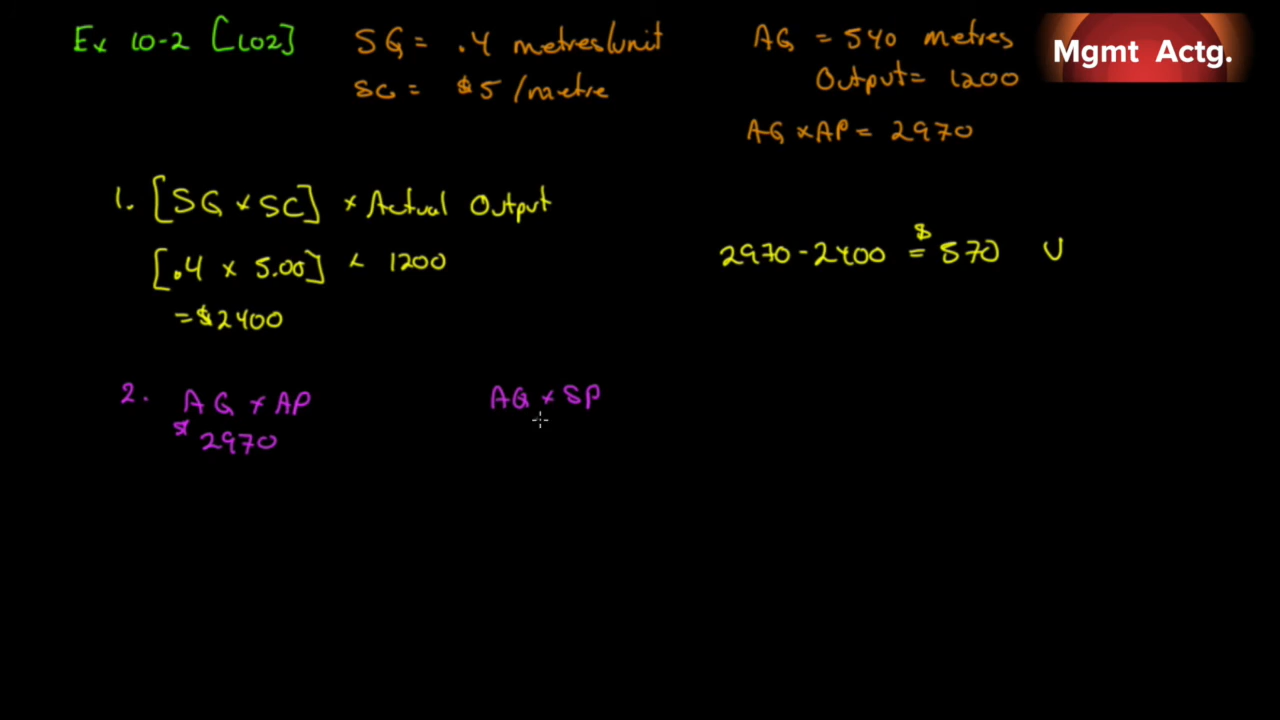 Ex 10-2 [LO2]
SQ = .4 metres/unit
SC = $5 /metre
AQ = 540 metres
Output = 1200
AQ × AP = 2970
Mgmt Actg.
1. [SQ × SC] × Actual Output
[.4 × 5.00] × 1200
= $2400
2970 - 2400 = $570 U
2. AQ × AP
$2970
AQ × SP